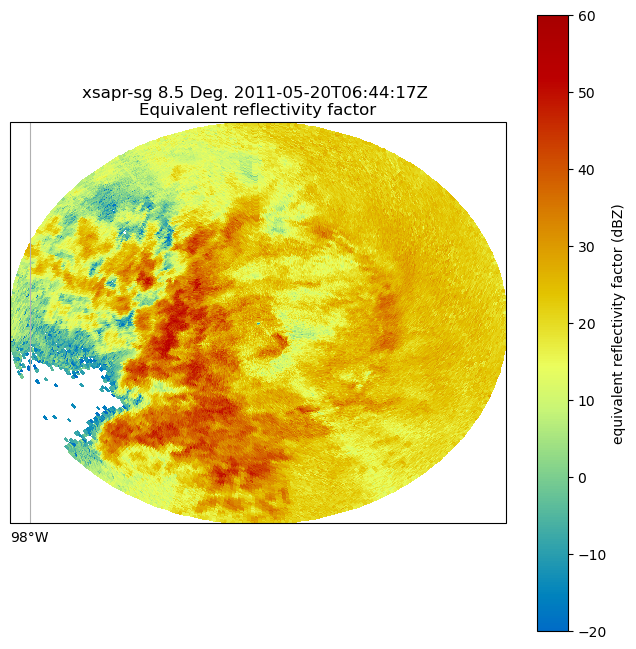 xsapr-sg 8.5 Deg. 2011-05-20T06:44:17Z
Equivalent reflectivity factor
98°W
60
50
40
30
20
10
0
−10
−20
equivalent reflectivity factor (dBZ)